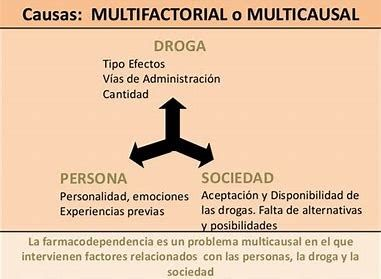 Causas: MULTIFACTORIAL o MULTICAUSAL
DROGA
Tipo Efectos
Vías de Administración
Cantidad
PERSONA
Personalidad, emociones
Experiencias previas
SOCIEDAD
Aceptación y Disponibilidad de
las drogas. Falta de alternativas
y posibilidades
La farmacodependencia es un problema multicausal en el que
intervienen factores relacionados con las personas, la droga y la
sociedad